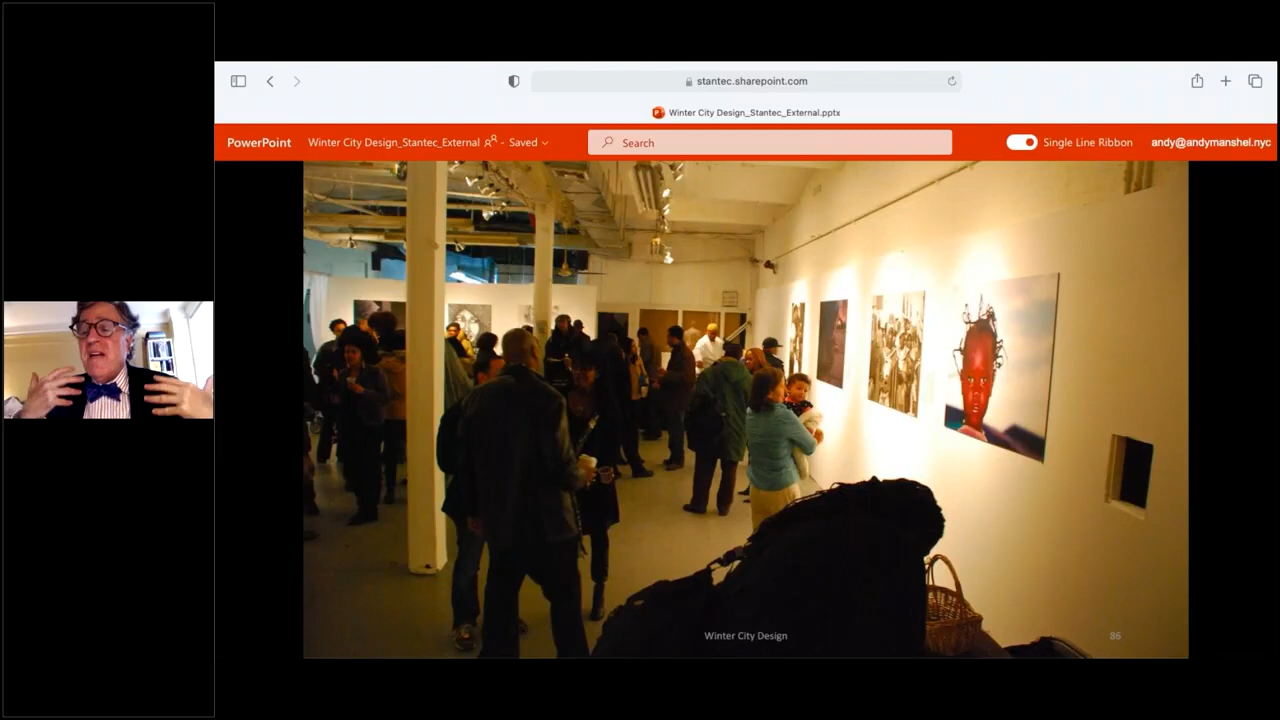 stantec.sharepoint.com
Winter City Design_Stantec_External.pptx
PowerPoint
Winter City Design_Stantec_External - Saved
Search
Single Line Ribbon
andy@andymanshel.nyc
Winter City Design
86